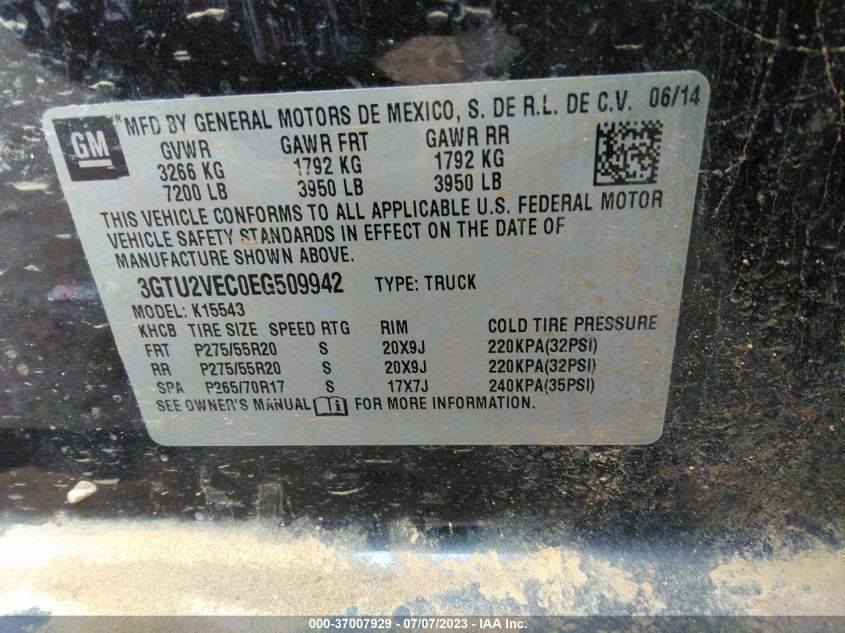 GM
MFD BY GENERAL MOTORS DE MEXICO, S. DE R.L. DE C.V. 06/14
GVWR GAWR FRT GAWR RR
3266 KG 1792 KG 1792 KG
7200 LB 3950 LB 3950 LB
THIS VEHICLE CONFORMS TO ALL APPLICABLE U.S. FEDERAL MOTOR
VEHICLE SAFETY STANDARDS IN EFFECT ON THE DATE OF
MANUFACTURE SHOWN ABOVE.
3GTU2VEC0EG509942 TYPE: TRUCK
MODEL: K15543
KHCB TIRE SIZE SPEED RTG RIM COLD TIRE PRESSURE
FRT P275/55R20 S 20X9J 220KPA(32PSI)
RR P275/55R20 S 20X9J 220KPA(32PSI)
SPA P265/70R17 S 17X7J 240KPA(35PSI)
SEE OWNER'S MANUAL FOR MORE INFORMATION.
000-37007929 - 07/07/2023 - IAAI.com